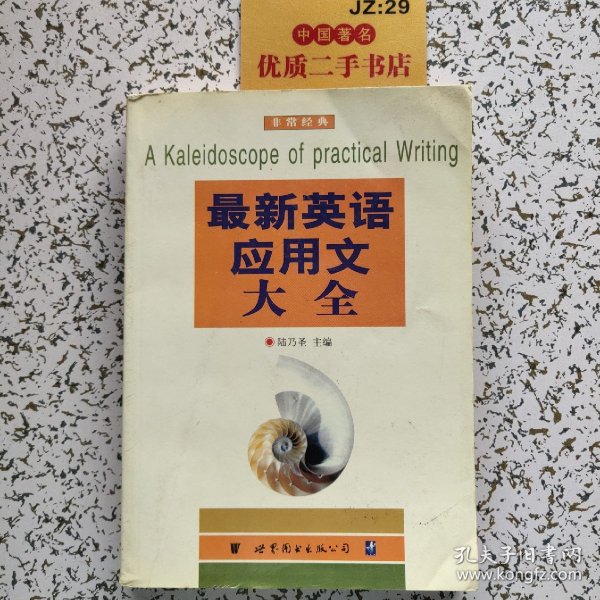 JZ:29
中国著名
优质二手书店
非常经典
A Kaleidoscope of practical Writing
最新英语
应用文
大全
陆乃圣 主编
世界图书出版公司
孔夫子旧书网
www.kongfz.com